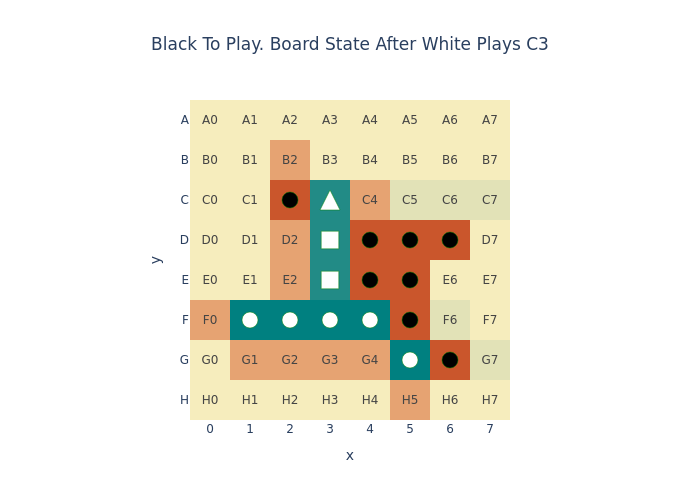 Black To Play. Board State After White Plays C3
A A0 A1 A2 A3 A4 A5 A6 A7
B B0 B1 B2 B3 B4 B5 B6 B7
C C0 C1 C4 C5 C6 C7
D D0 D1 D2 D7
y
E E0 E1 E2 E6 E7
F F0 F6 F7
G G0 G1 G2 G3 G4 G7
H H0 H1 H2 H3 H4 H5 H6 H7
0 1 2 3 4 5 6 7
x